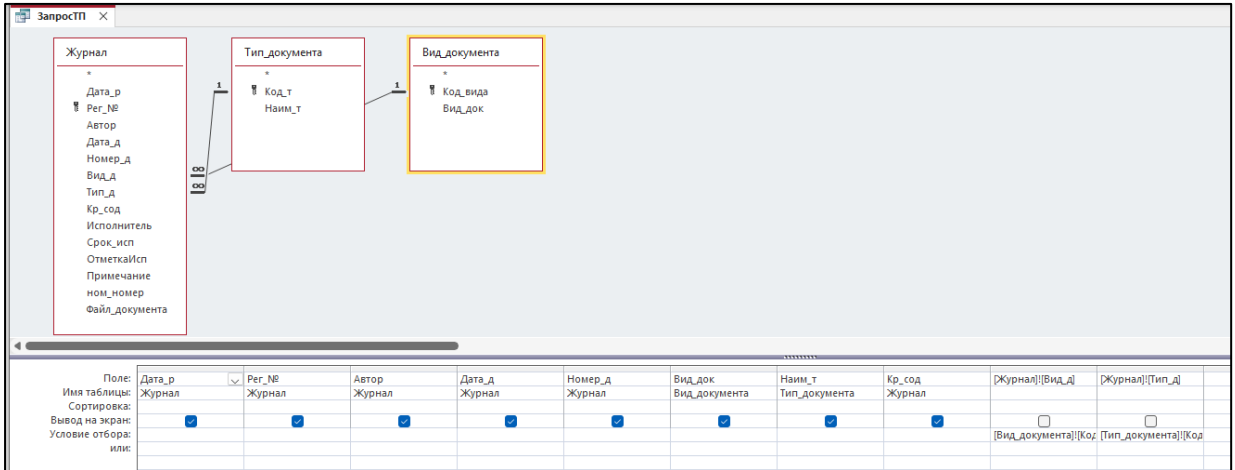 ЗапросТП
Журнал
*
Дата_р
Рег_№
Автор
Дата_д
Номер_д
Вид_д
Тип_д
Кр_сод
Исполнитель
Срок_исп
ОтметкаИсп
Примечание
ном_номер
Файл_документа
Тип_документа
*
Код_т
Наим_т
Вид_документа
*
Код_вида
Вид_док
1
1
∞
∞
Поле: Дата_р Рег_№ Автор Дата_д Номер_д Вид_док Наим_т Кр_сод [Журнал]![Вид_д] [Журнал]![Тип_д]
Имя таблицы: Журнал Журнал Журнал Журнал Журнал Вид_документа Тип_документа Журнал
Сортировка:
Вывод на экран:
Условие отбора: [Вид_документа]![Код [Тип_документа]![Код
или: